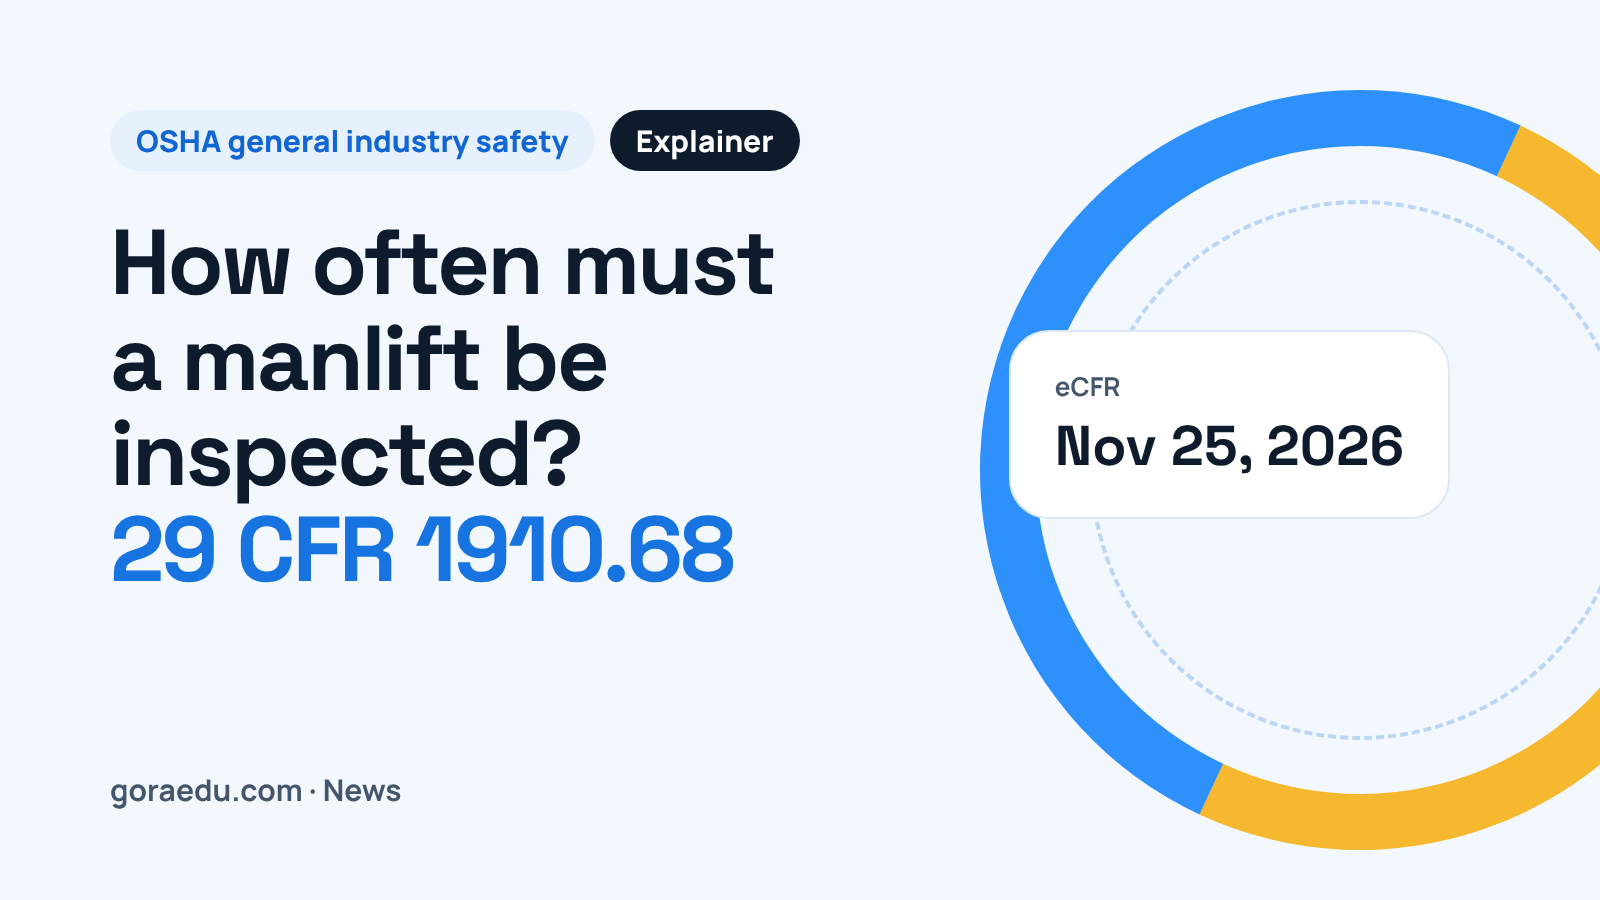 OSHA general industry safety
Explainer
How often must
a manlift be
inspected?
29 CFR 1910.68
eCFR
Nov 25, 2026
goraedu.com · News